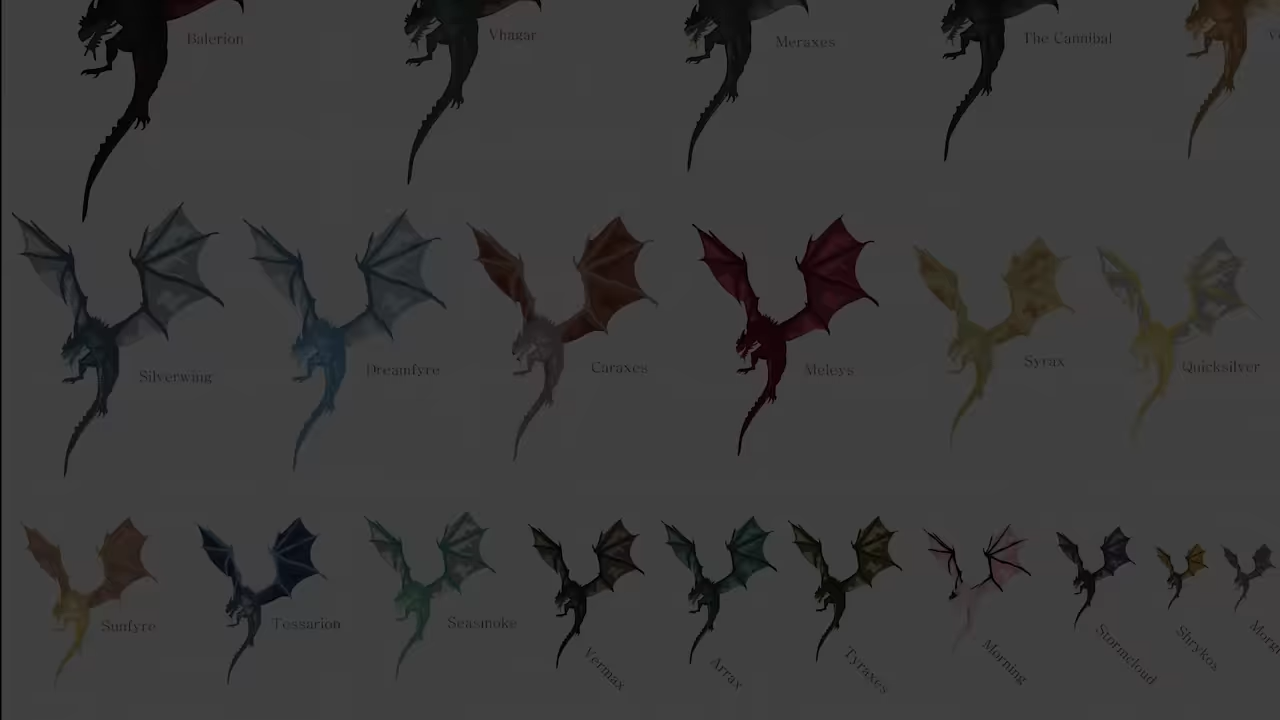 Balerion
Vhagar
Meraxes
The Cannibal
Silverwing
Dreamfyre
Caraxes
Meleys
Syrax
Quicksilver
Sunfyre
Tessarion
Seasmoke
Vermax
Arrax
Tyraxes
Morning
Stormcloud
Shrykos